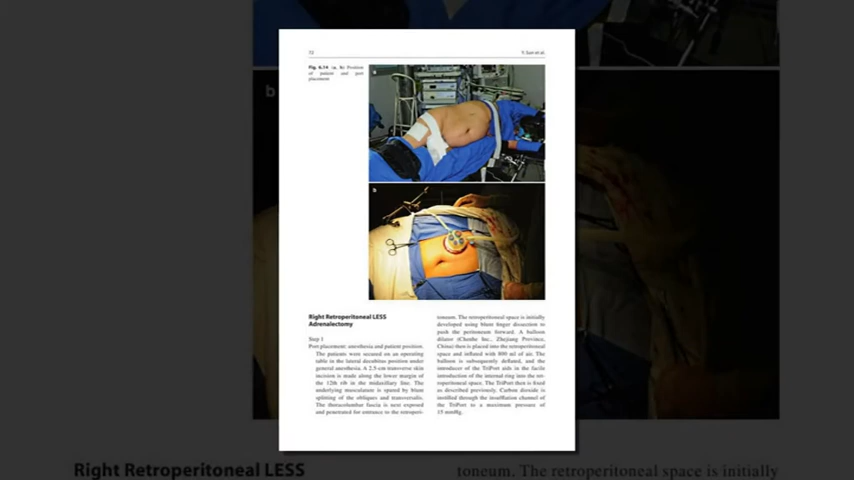 72
Y. Sun et al.
Fig. 4.14 (a, b) Position
of patient and port
placement
a
b
Right Retroperitoneal LESS
Adrenalectomy
Step 1
Port placement: anesthesia and patient position.
The patients were secured on an operating
table in the lateral decubitus position under
general anesthesia. A 2.5-cm transverse skin
incision is made along the lower margin of
the 12th rib in the midaxillary line. The
underlying musculature is spared by blunt
splitting of the obliques and transversalis.
The thoracolumbar fascia is next exposed
and penetrated for entrance to the retroperi-
toneum. The retroperitoneal space is initially
developed using blunt finger dissection to
push the peritoneum forward. A balloon
dilator (Chenhe Inc., Zhejiang Province,
China) then is placed into the retroperitoneal
space and inflated with 800 ml of air. The
balloon is subsequently deflated, and the
introducer of the TriPort aids in the facile
introduction of the internal ring into the ret-
roperitoneal space. The TriPort then is fixed
as described previously. Carbon dioxide is
instilled through the insufflation channel of
the TriPort to a maximum pressure of
15 mmHg.
b
Right Retroperitoneal LESS
toneum. The retroperitoneal space is initially